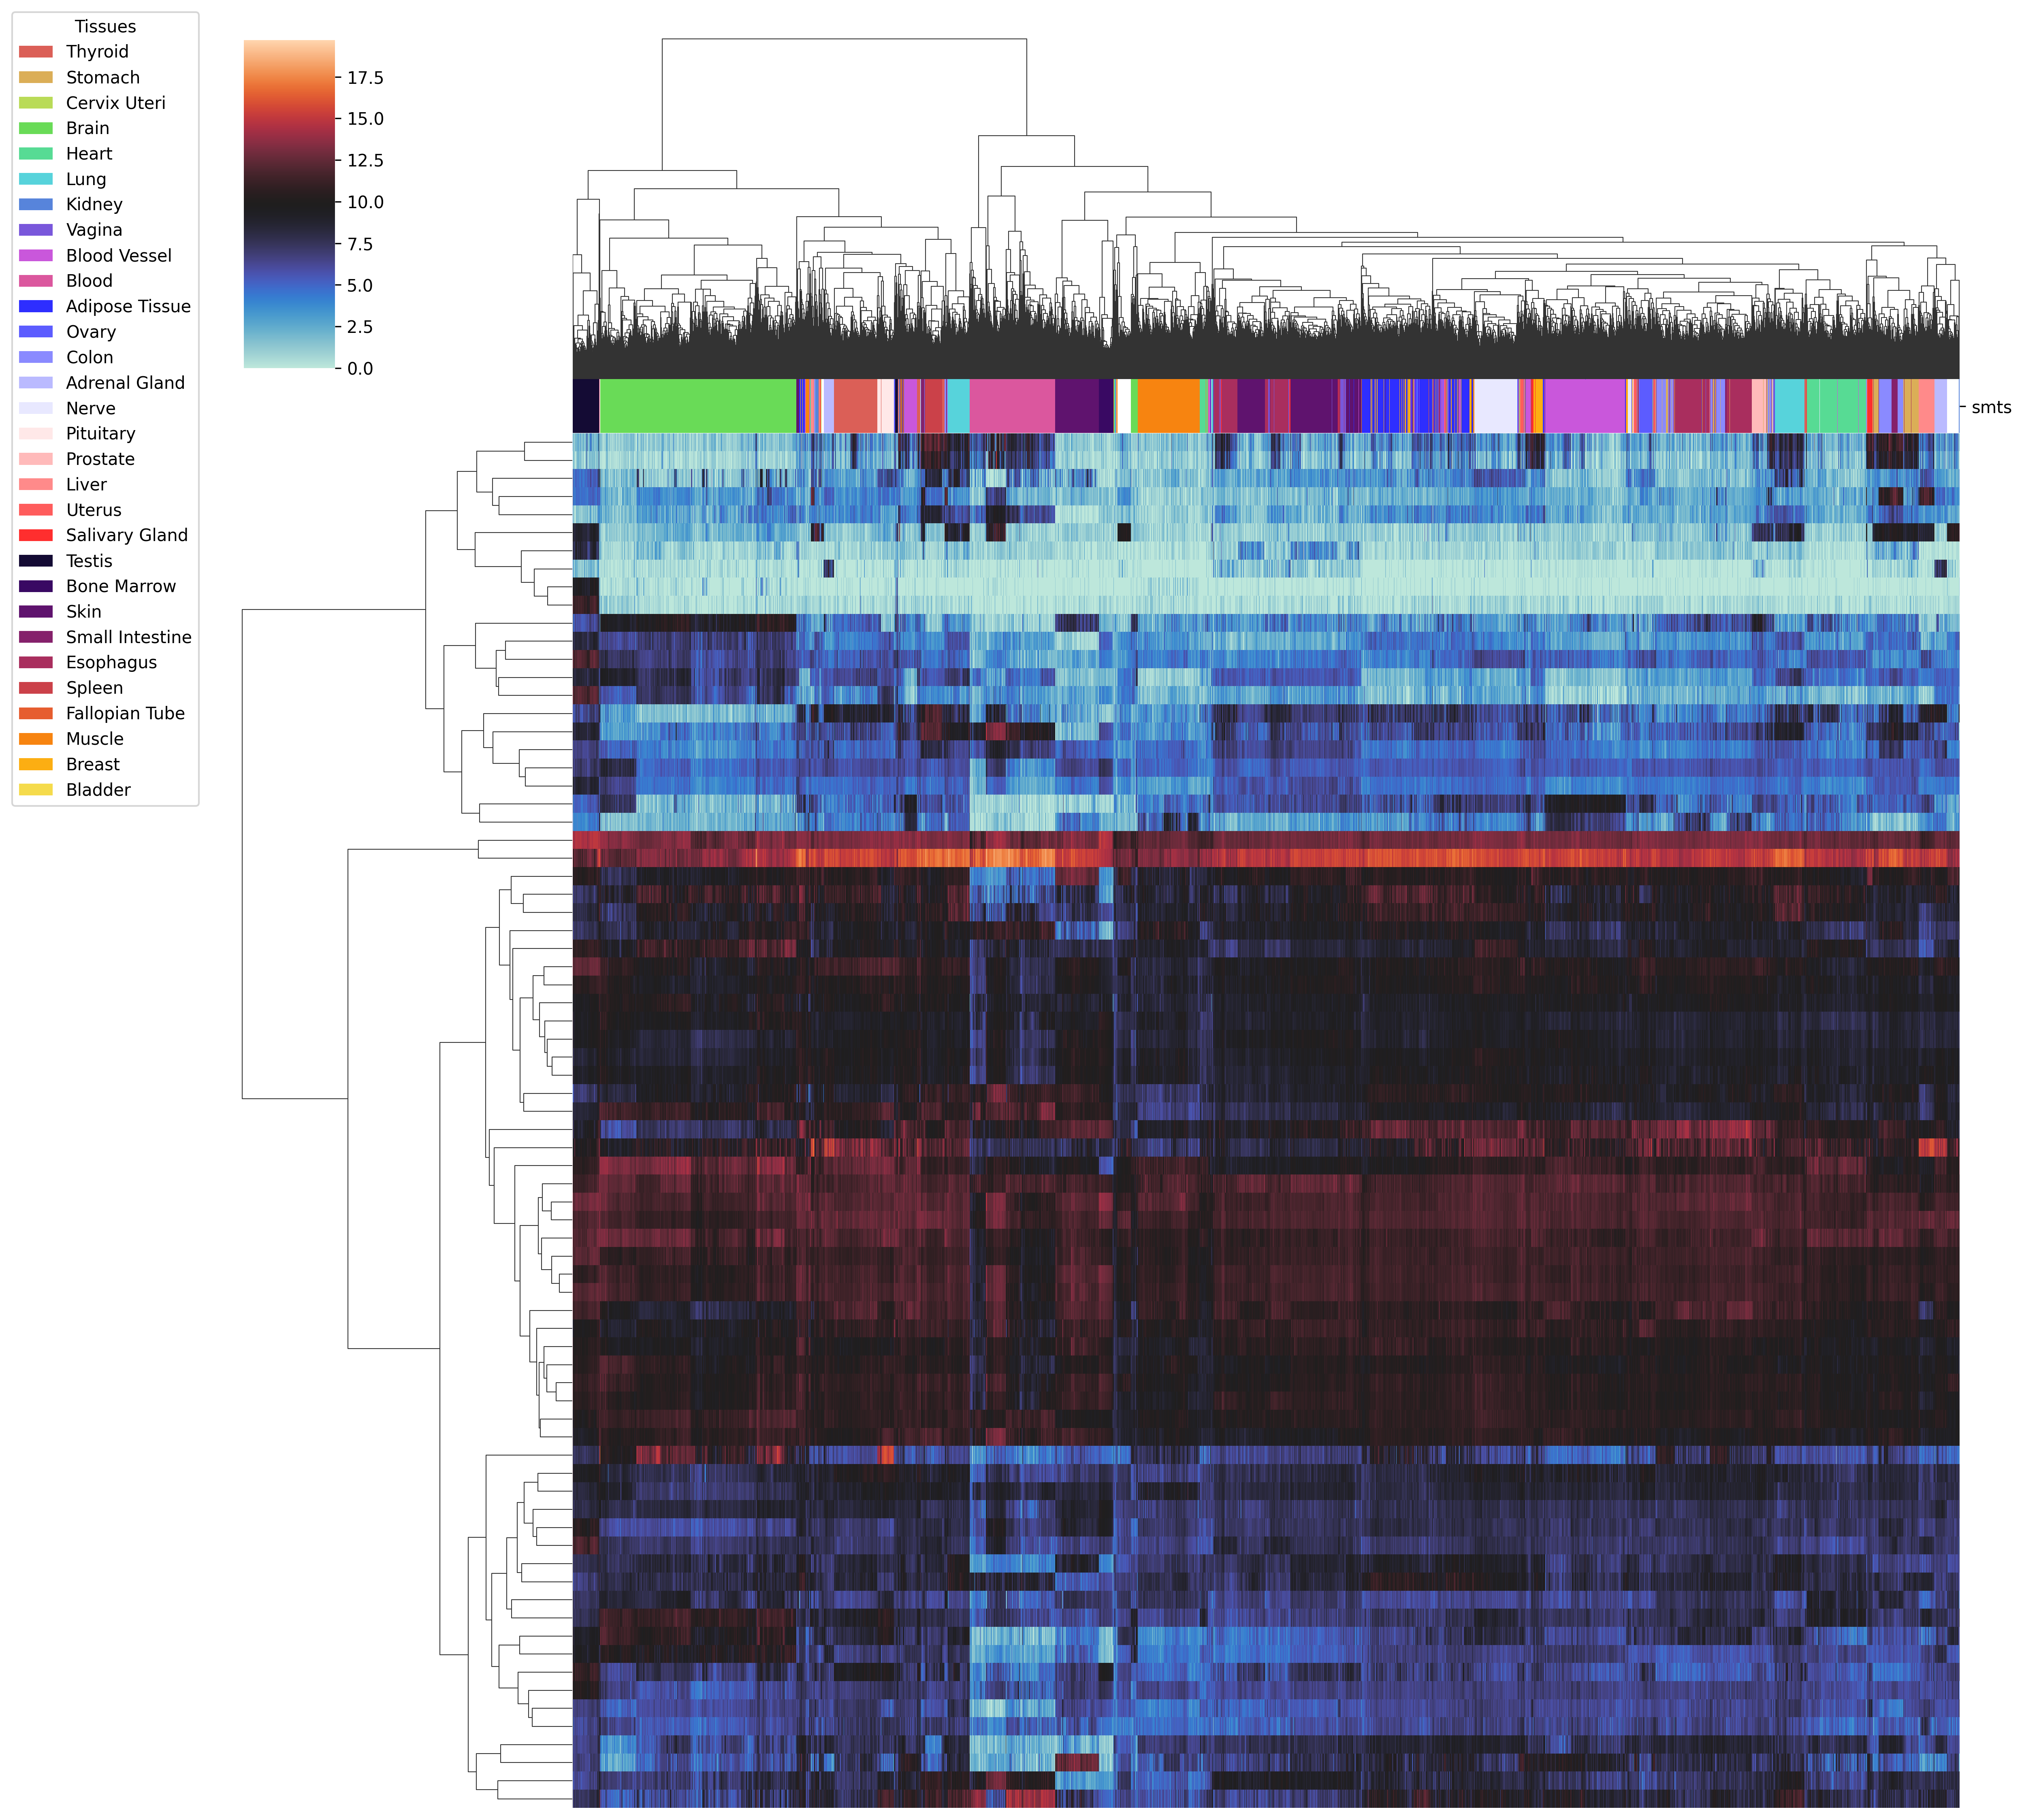 Tissues
Thyroid
Stomach
Cervix Uteri
Brain
Heart
Lung
Kidney
Vagina
Blood Vessel
Blood
Adipose Tissue
Ovary
Colon
Adrenal Gland
Nerve
Pituitary
Prostate
Liver
Uterus
Salivary Gland
Testis
Bone Marrow
Skin
Small Intestine
Esophagus
Spleen
Fallopian Tube
Muscle
Breast
Bladder
17.5
15.0
12.5
10.0
7.5
5.0
2.5
0.0
smts